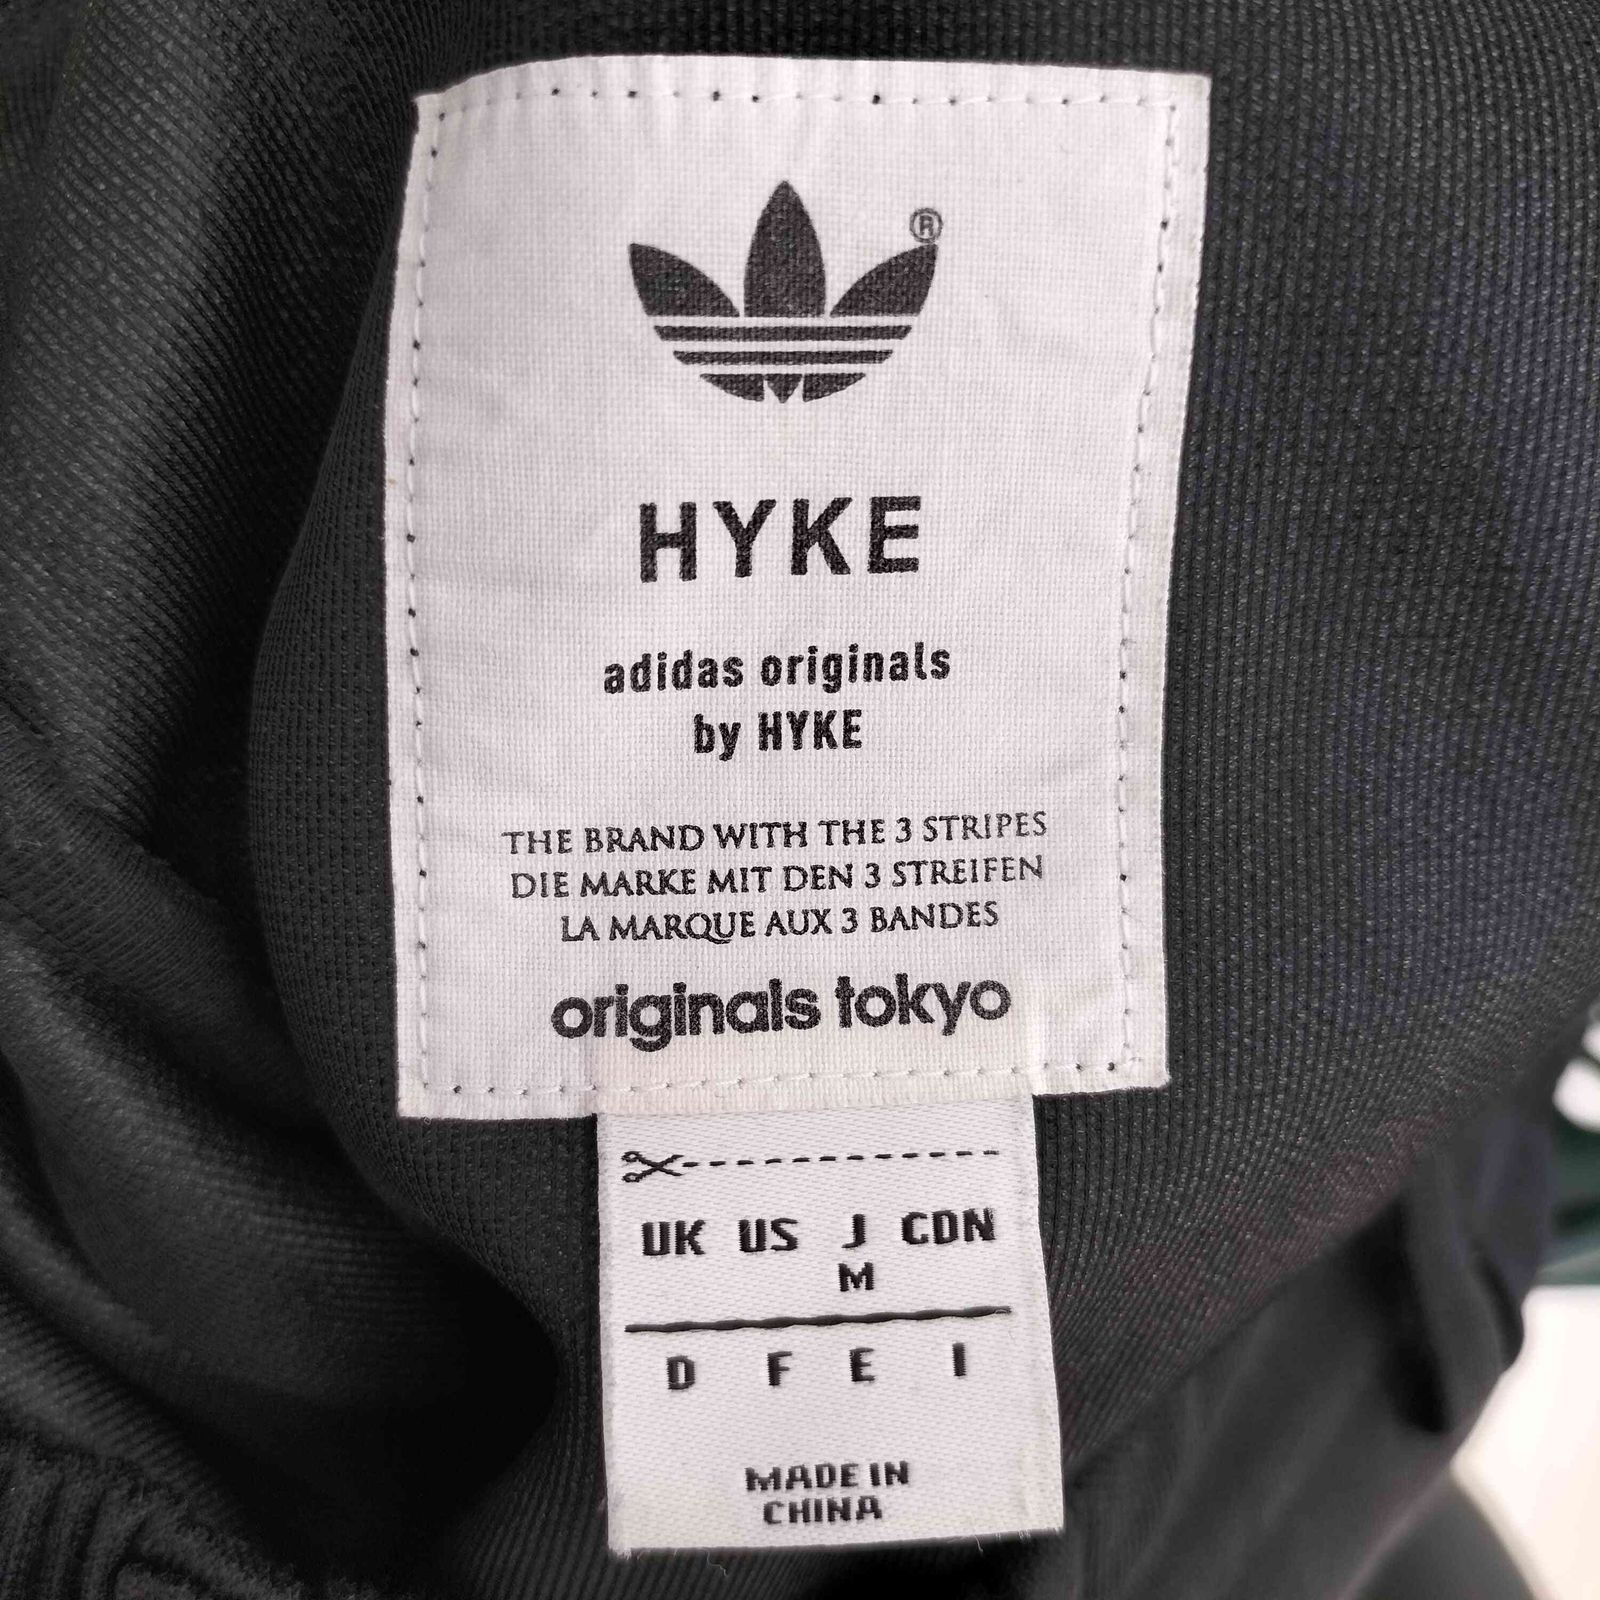 ®
HYKE
adidas originals
by HYKE
THE BRAND WITH THE 3 STRIPES
DIE MARKE MIT DEN 3 STREIFEN
LA MARQUE AUX 3 BANDES
originals tokyo
UK US J CDN
M
D F E I
MADE IN
CHINA